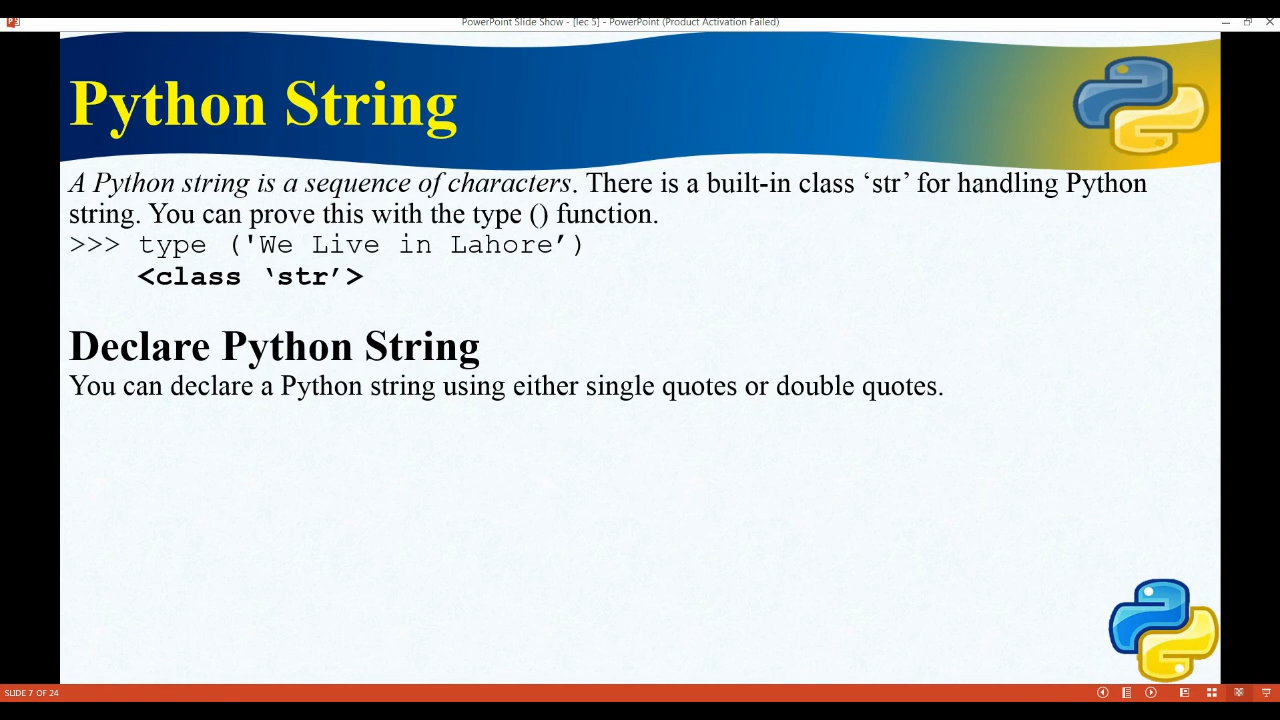 PowerPoint Slide Show - [lec 5] - PowerPoint (Product Activation Failed)
Python String
A Python string is a sequence of characters. There is a built-in class ‘str’ for handling Python
string. You can prove this with the type () function.
>>> type ('We Live in Lahore’)
<class ‘str’>
Declare Python String
You can declare a Python string using either single quotes or double quotes.
SLIDE 7 OF 24